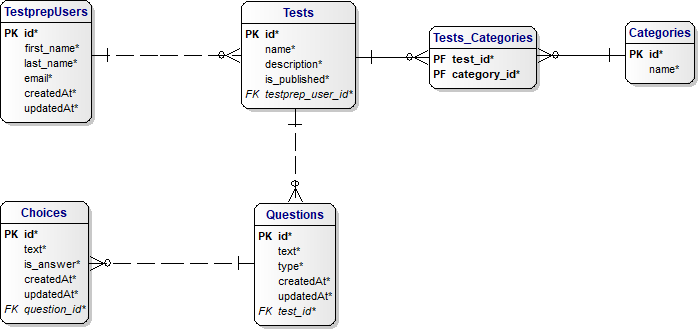 TestprepUsers
PK id*
first_name*
last_name*
email*
createdAt*
updatedAt*
Tests
PK id*
name*
description*
is_published*
FK testprep_user_id*
Tests_Categories
PF test_id*
PF category_id*
Categories
PK id*
name*
Choices
PK id*
text*
is_answer*
createdAt*
updatedAt*
FK question_id*
Questions
PK id*
text*
type*
createdAt*
updatedAt*
FK test_id*